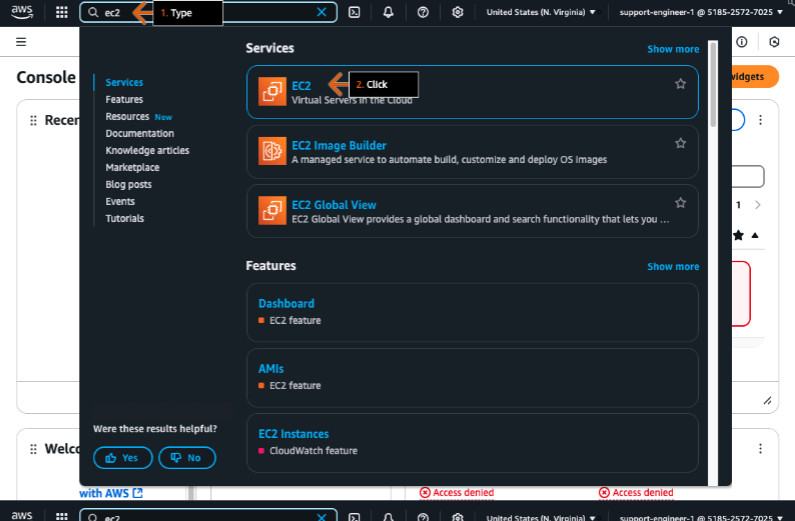 aws
ec2
1. Type
United States (N. Virginia) ▼
support-engineer-1 @ 5185-2572-7025 ▼
Console
Services
Show more
Services
Features
Resources New
Documentation
Knowledge articles
Marketplace
Blog posts
Events
Tutorials
EC2
2. Click
Virtual Servers in the Cloud
EC2 Image Builder
A managed service to automate build, customize and deploy OS images
EC2 Global View
EC2 Global View provides a global dashboard and search functionality that lets you ...
Features
Show more
Dashboard
EC2 feature
AMIs
EC2 feature
EC2 Instances
CloudWatch feature
Were these results helpful?
Yes
No
widgets
Recen
1
Welc
with AWS
Access denied
Access denied
aws
ec2
United States (N. Virginia) ▼
support-engineer-1 @ 5185-2572-7025 ▼